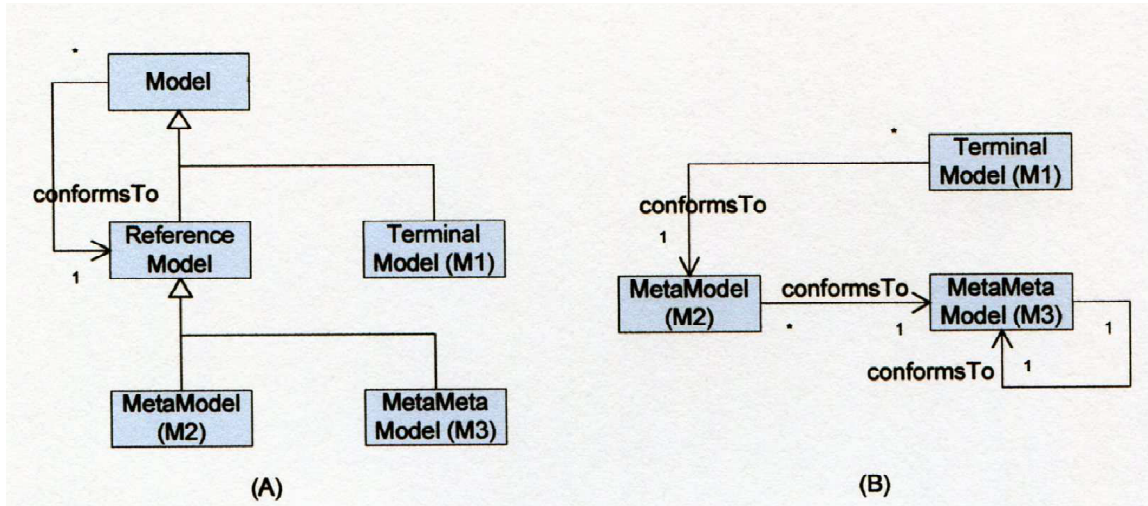 *
Model
conformsTo
Reference
Model
1
Terminal
Model (M1)
MetaModel
(M2)
MetaMeta
Model (M3)
(A)
*
Terminal
Model (M1)
conformsTo
1
MetaModel
(M2)
conformsTo
*
1
MetaMeta
Model (M3)
1
1
conformsTo
(B)